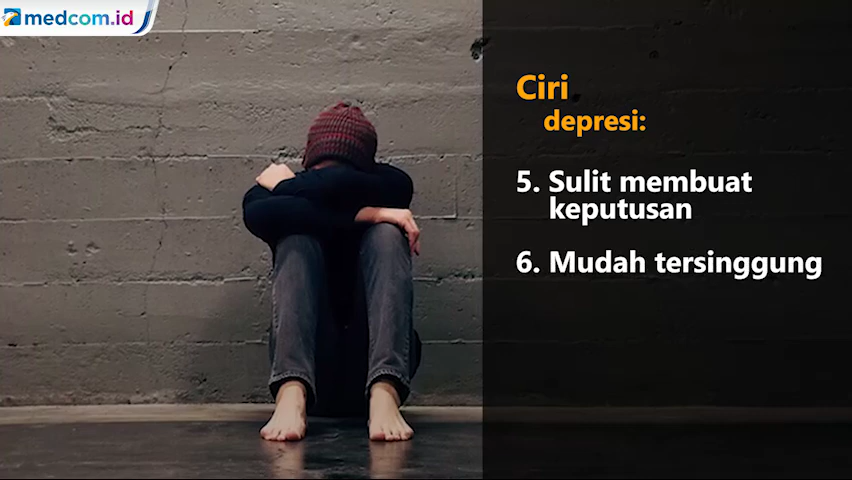 medcom.id
Ciri
depresi:
5. Sulit membuat
keputusan
6. Mudah tersinggung